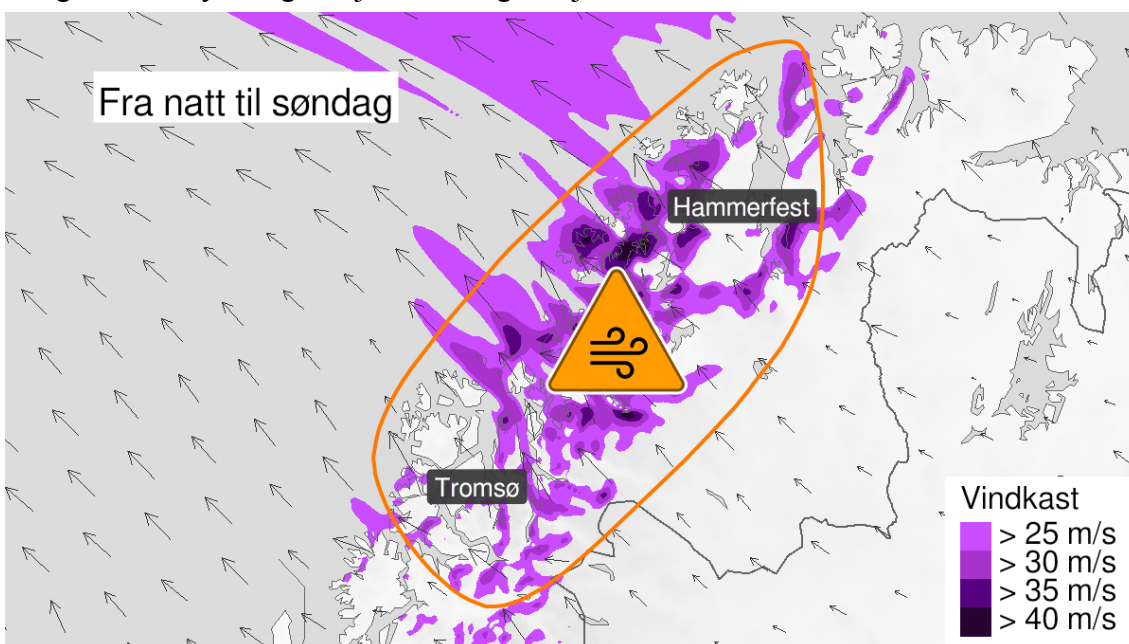 Fra natt til søndag
Hammerfest
Tromsø
Vindkast
> 25 m/s
> 30 m/s
> 35 m/s
> 40 m/s